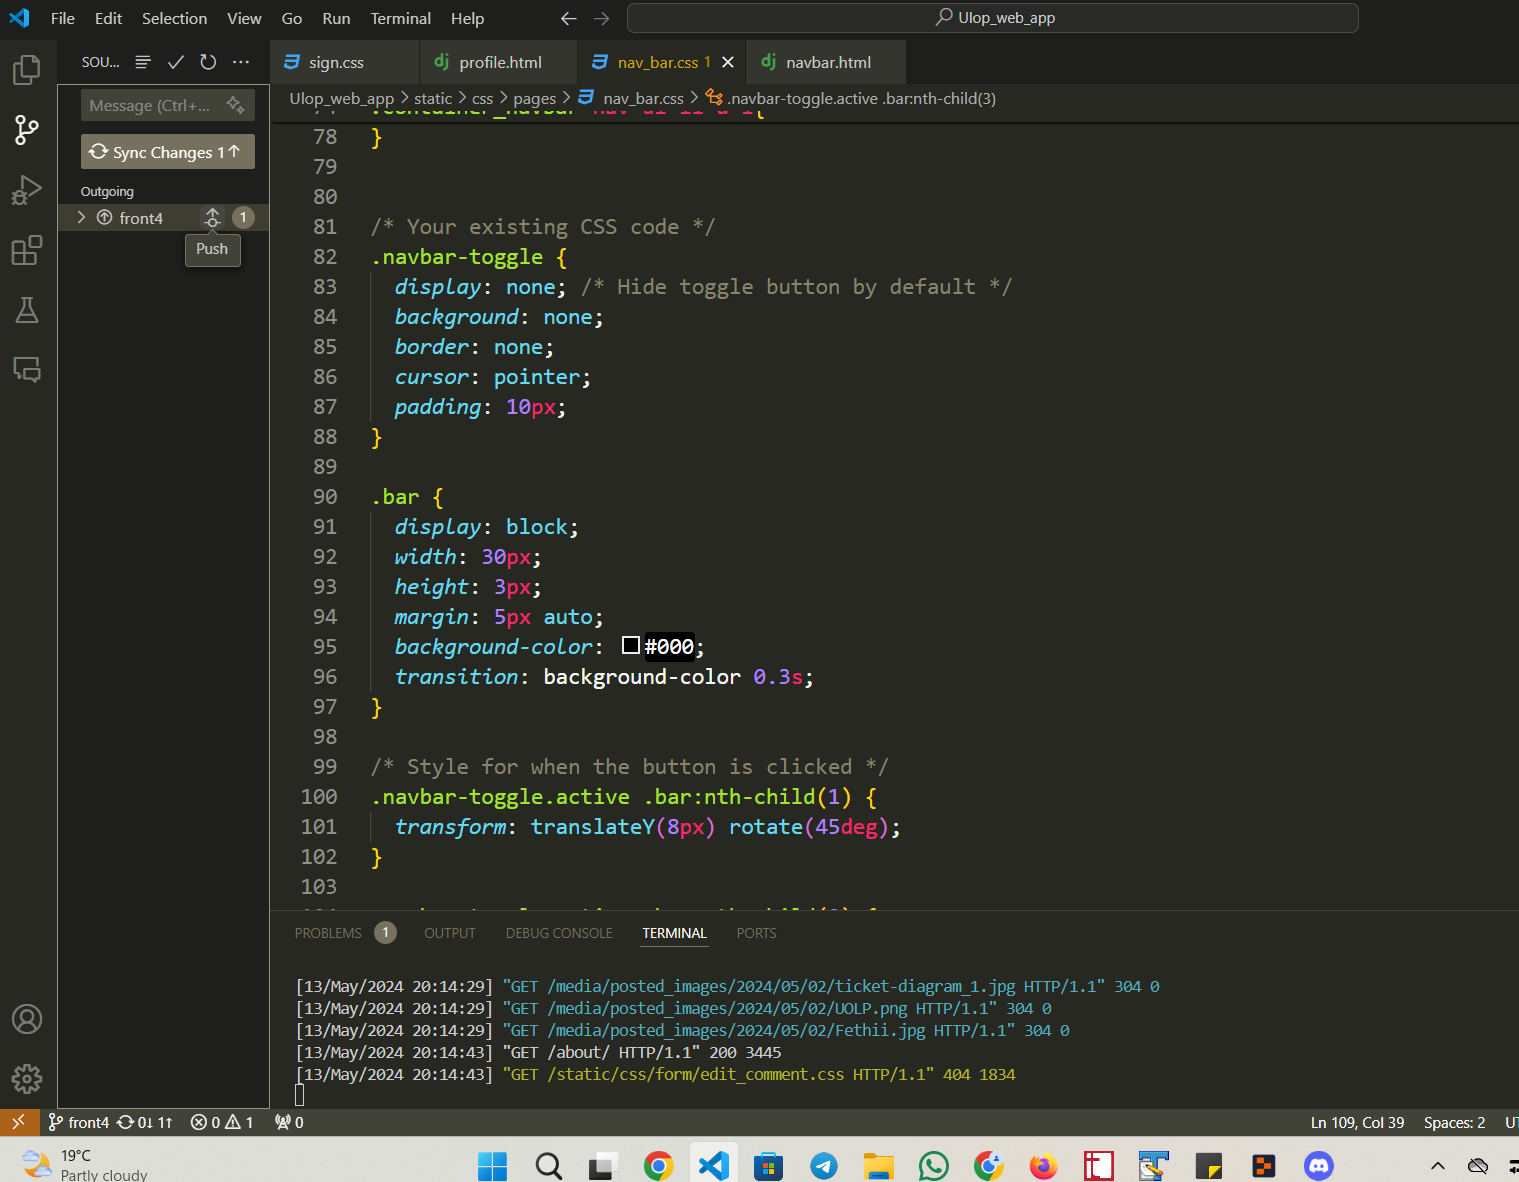 File Edit Selection View Go Run Terminal Help
Ulop_web_app
SOU...
sign.css
profile.html
nav_bar.css 1
navbar.html
Message (Ctrl+...
Sync Changes 1↑
Outgoing
front4 1
Push
Ulop_web_app > static > css > pages > nav_bar.css > .navbar-toggle.active .bar:nth-child(3)
78 }
79
80
81 /* Your existing CSS code */
82 .navbar-toggle {
83 display: none; /* Hide toggle button by default */
84 background: none;
85 border: none;
86 cursor: pointer;
87 padding: 10px;
88 }
89
90 .bar {
91 display: block;
92 width: 30px;
93 height: 3px;
94 margin: 5px auto;
95 background-color: #000;
96 transition: background-color 0.3s;
97 }
98
99 /* Style for when the button is clicked */
100 .navbar-toggle.active .bar:nth-child(1) {
101 transform: translateY(8px) rotate(45deg);
102 }
103
PROBLEMS 1 OUTPUT DEBUG CONSOLE TERMINAL PORTS
[13/May/2024 20:14:29] "GET /media/posted_images/2024/05/02/ticket-diagram_1.jpg HTTP/1.1" 304 0
[13/May/2024 20:14:29] "GET /media/posted_images/2024/05/02/UOLP.png HTTP/1.1" 304 0
[13/May/2024 20:14:29] "GET /media/posted_images/2024/05/02/Fethii.jpg HTTP/1.1" 304 0
[13/May/2024 20:14:43] "GET /about/ HTTP/1.1" 200 3445
[13/May/2024 20:14:43] "GET /static/css/form/edit_comment.css HTTP/1.1" 404 1834
front4 0↓ 1↑ 0 1 0 Ln 109, Col 39 Spaces: 2
19°C
Partly cloudy